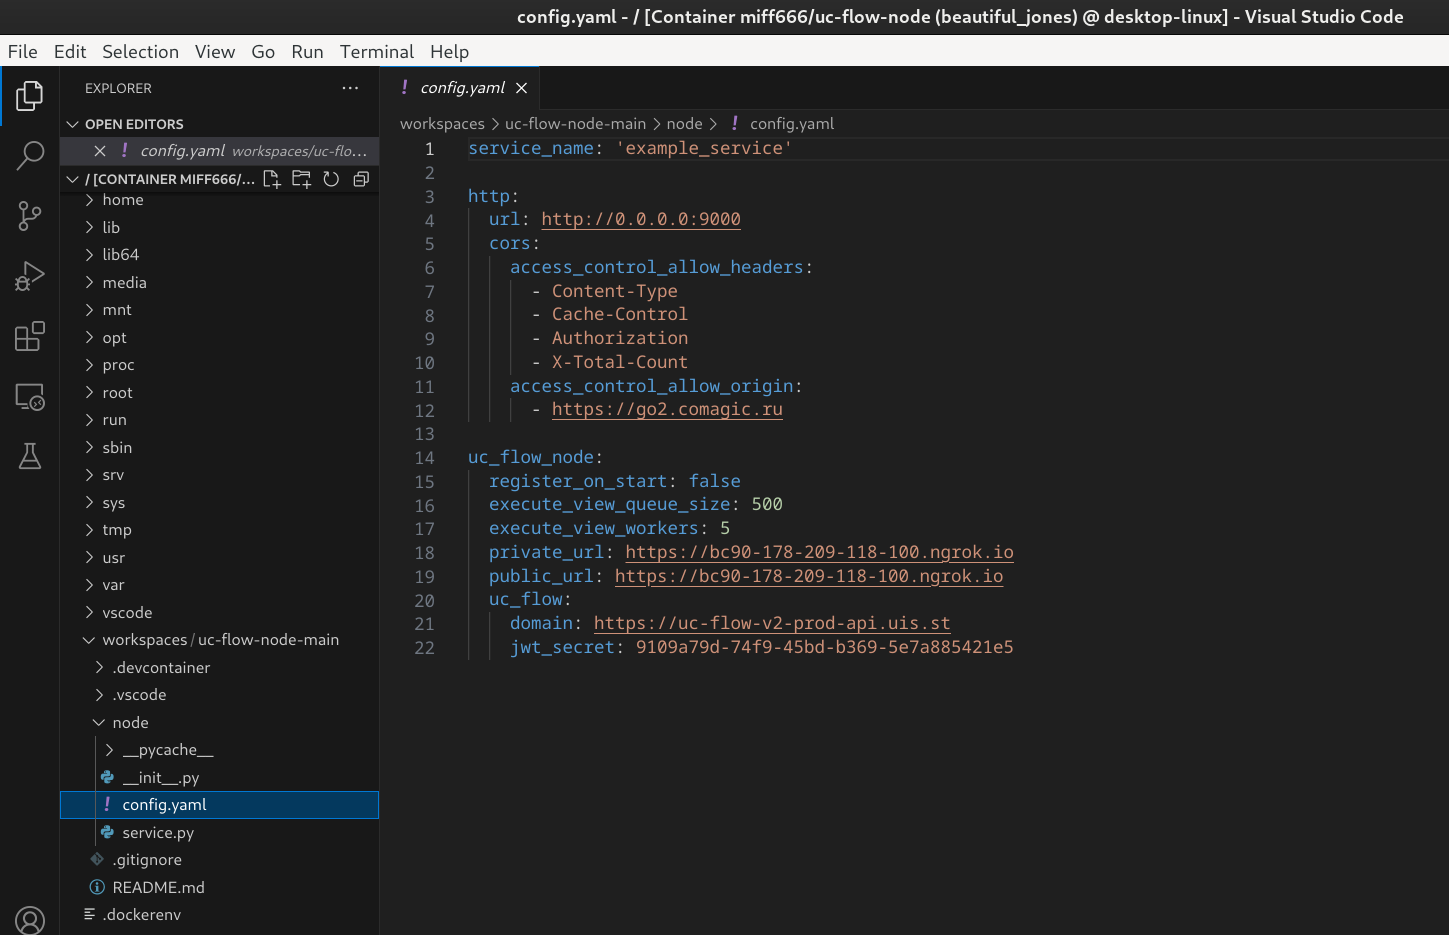 config.yaml - / [Container miff666/uc-flow-node (beautiful_jones) @ desktop-linux] - Visual Studio Code
File Edit Selection View Go Run Terminal Help
EXPLORER
OPEN EDITORS
config.yaml workspaces/uc-flo...
/ [CONTAINER MIFF666/...
home
lib
lib64
media
mnt
opt
proc
root
run
sbin
srv
sys
tmp
usr
var
vscode
workspaces / uc-flow-node-main
.devcontainer
.vscode
node
__pycache__
__init__.py
config.yaml
service.py
.gitignore
README.md
.dockerenv
config.yaml
workspaces > uc-flow-node-main > node > ! config.yaml
1 service_name: 'example_service'
2
3 http:
4 url: http://0.0.0.0:9000
5 cors:
6 access_control_allow_headers:
7 - Content-Type
8 - Cache-Control
9 - Authorization
10 - X-Total-Count
11 access_control_allow_origin:
12 - https://go2.comagic.ru
13
14 uc_flow_node:
15 register_on_start: false
16 execute_view_queue_size: 500
17 execute_view_workers: 5
18 private_url: https://bc90-178-209-118-100.ngrok.io
19 public_url: https://bc90-178-209-118-100.ngrok.io
20 uc_flow:
21 domain: https://uc-flow-v2-prod-api.uis.st
22 jwt_secret: 9109a79d-74f9-45bd-b369-5e7a885421e5